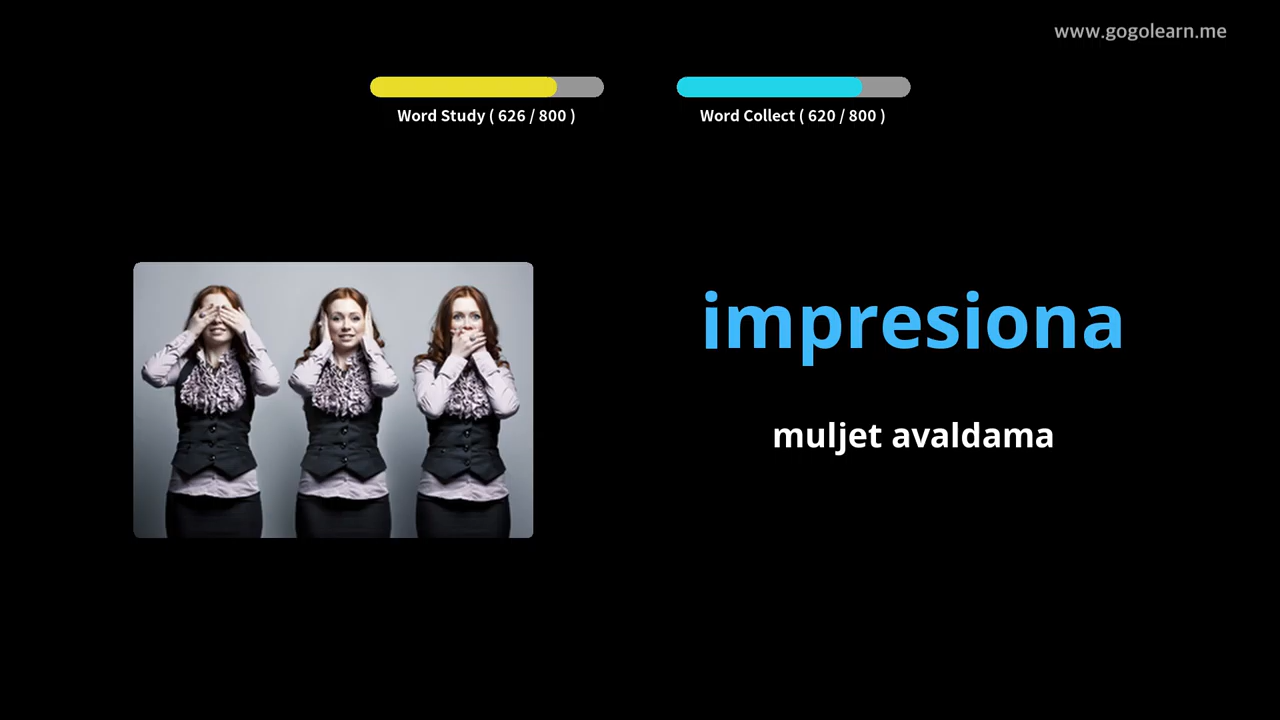 www.gogolearn.me
Word Study ( 626 / 800 )
Word Collect ( 620 / 800 )
impresiona
muljet avaldama